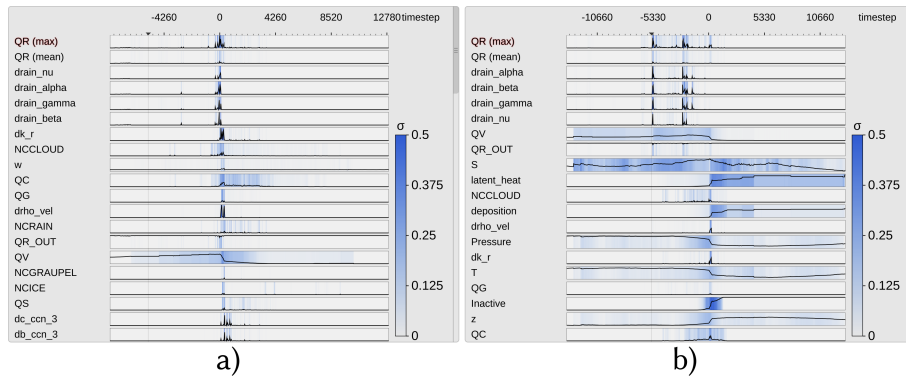 -4260 0 4260 8520 12780 timestep
QR (max)
QR (mean)
drain_nu
drain_alpha
drain_gamma
drain_beta
dk_r
NCCLOUD
w
QC
QG
drho_vel
NCRAIN
QR_OUT
QV
NCGRAUPEL
NCICE
QS
dc_ccn_3
db_ccn_3
σ
0.5
0.375
0.25
0.125
0
a)
-10660 -5330 0 5330 10660 timestep
QR (max)
QR (mean)
drain_alpha
drain_beta
drain_gamma
drain_nu
QV
QR_OUT
S
latent_heat
NCCLOUD
deposition
drho_vel
Pressure
dk_r
T
QG
Inactive
z
QC
σ
0.5
0.375
0.25
0.125
0
b)